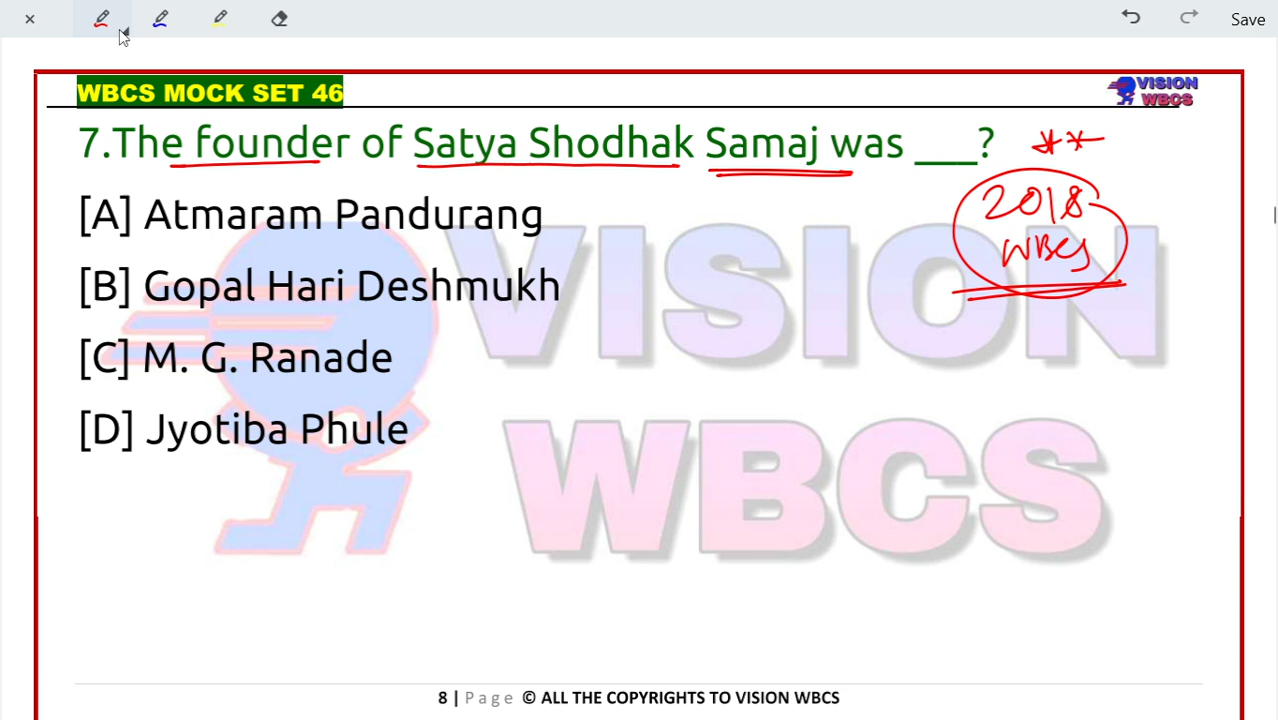 Save
WBCS MOCK SET 46
VISION
WBCS
7.The founder of Satya Shodhak Samaj was ___? **
2018
WBCS
[A] Atmaram Pandurang
[B] Gopal Hari Deshmukh
[C] M. G. Ranade
[D] Jyotiba Phule
VISION
WBCS
8 | Page © ALL THE COPYRIGHTS TO VISION WBCS